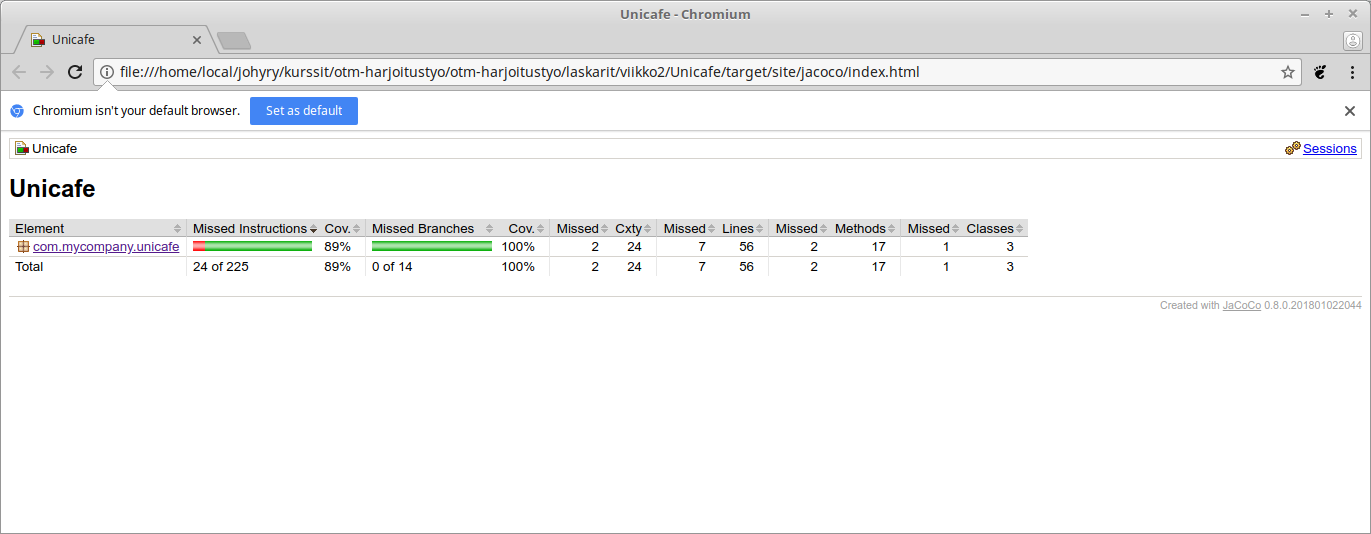 Unicafe - Chromium
Unicafe
file:///home/local/johyry/kurssit/otm-harjoitustyo/otm-harjoitustyo/laskarit/viikko2/Unicafe/target/site/jacoco/index.html
Chromium isn't your default browser. Set as default
Unicafe Sessions
Unicafe
Element Missed Instructions Cov. Missed Branches Cov. Missed Cxty Missed Lines Missed Methods Missed Classes
com.mycompany.unicafe 89% 100% 2 24 7 56 2 17 1 3
Total 24 of 225 89% 0 of 14 100% 2 24 7 56 2 17 1 3
Created with JaCoCo 0.8.0.201801022044